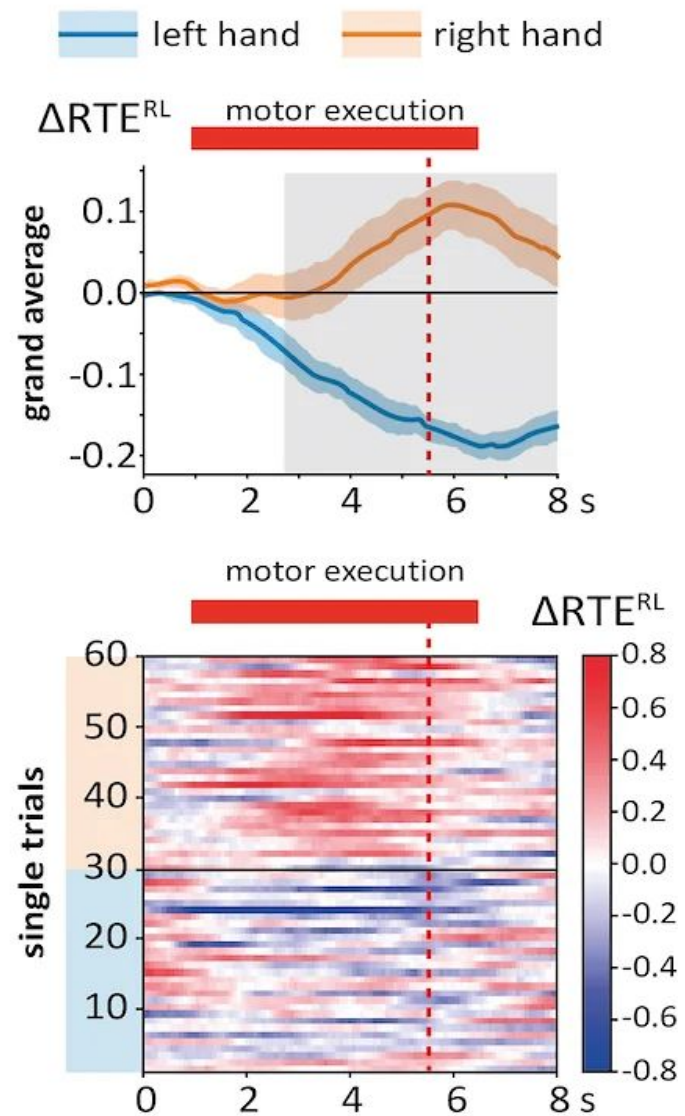 left hand right hand
ΔRTE^RL motor execution
grand average
0.1
0.0
-0.1
-0.2
0 2 4 6 8 s
motor execution
ΔRTE^RL
single trials
60
50
40
30
20
10
0 2 4 6 8 s
0.8
0.6
0.4
0.2
0.0
-0.2
-0.4
-0.6
-0.8